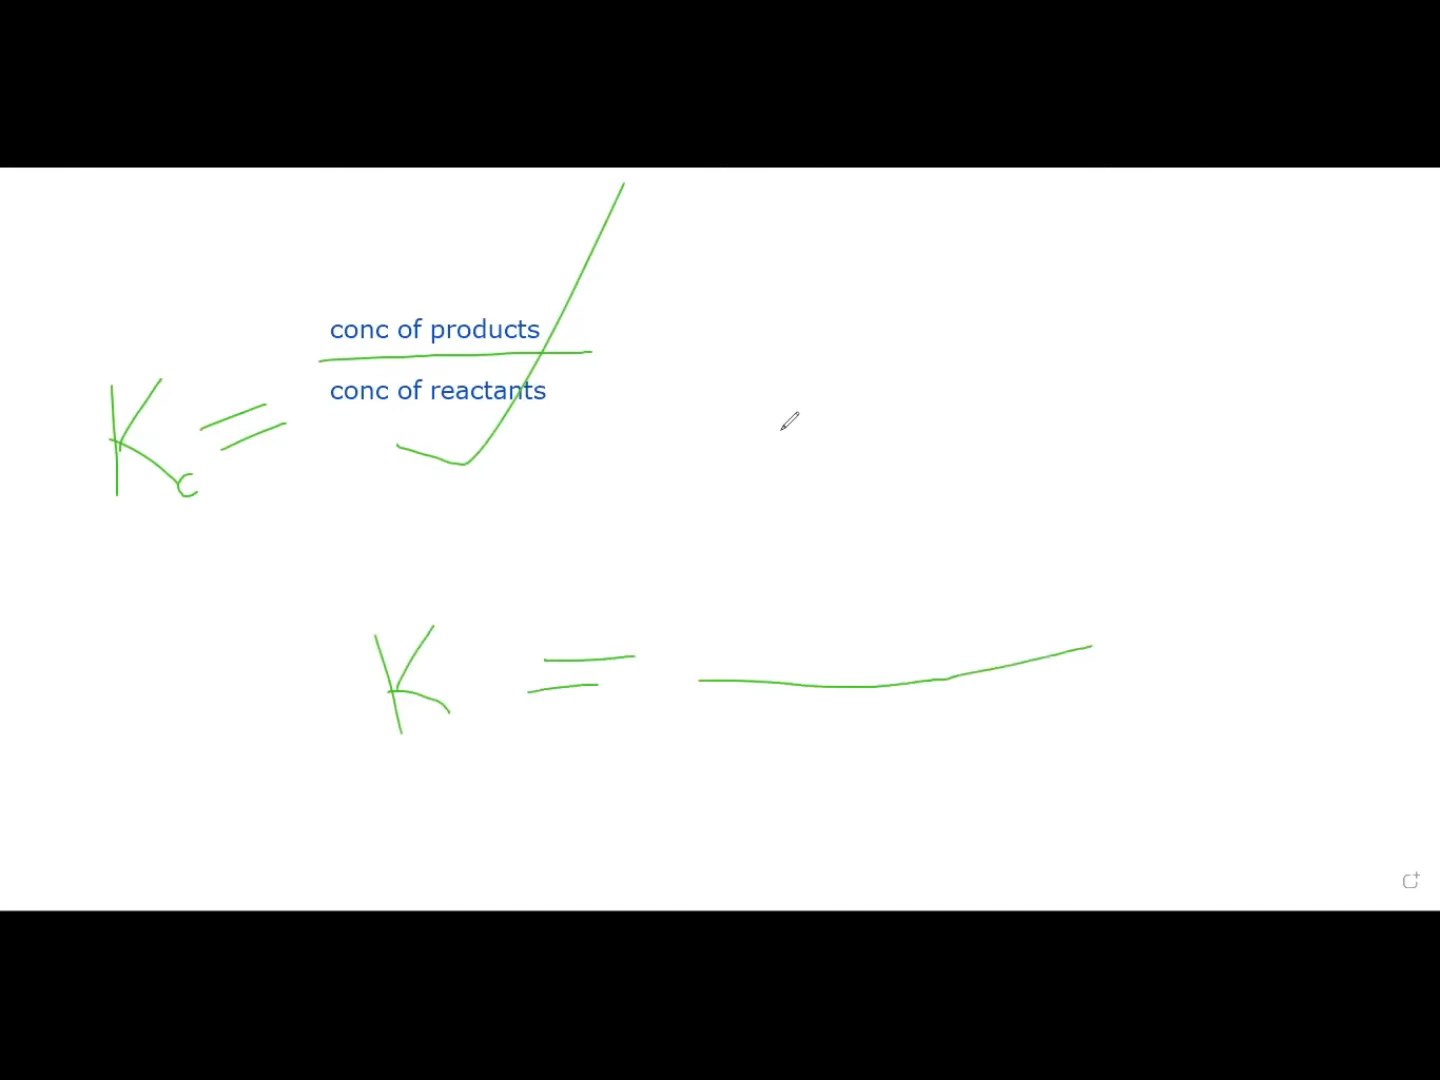 conc of products
conc of reactants
Kc =
K =